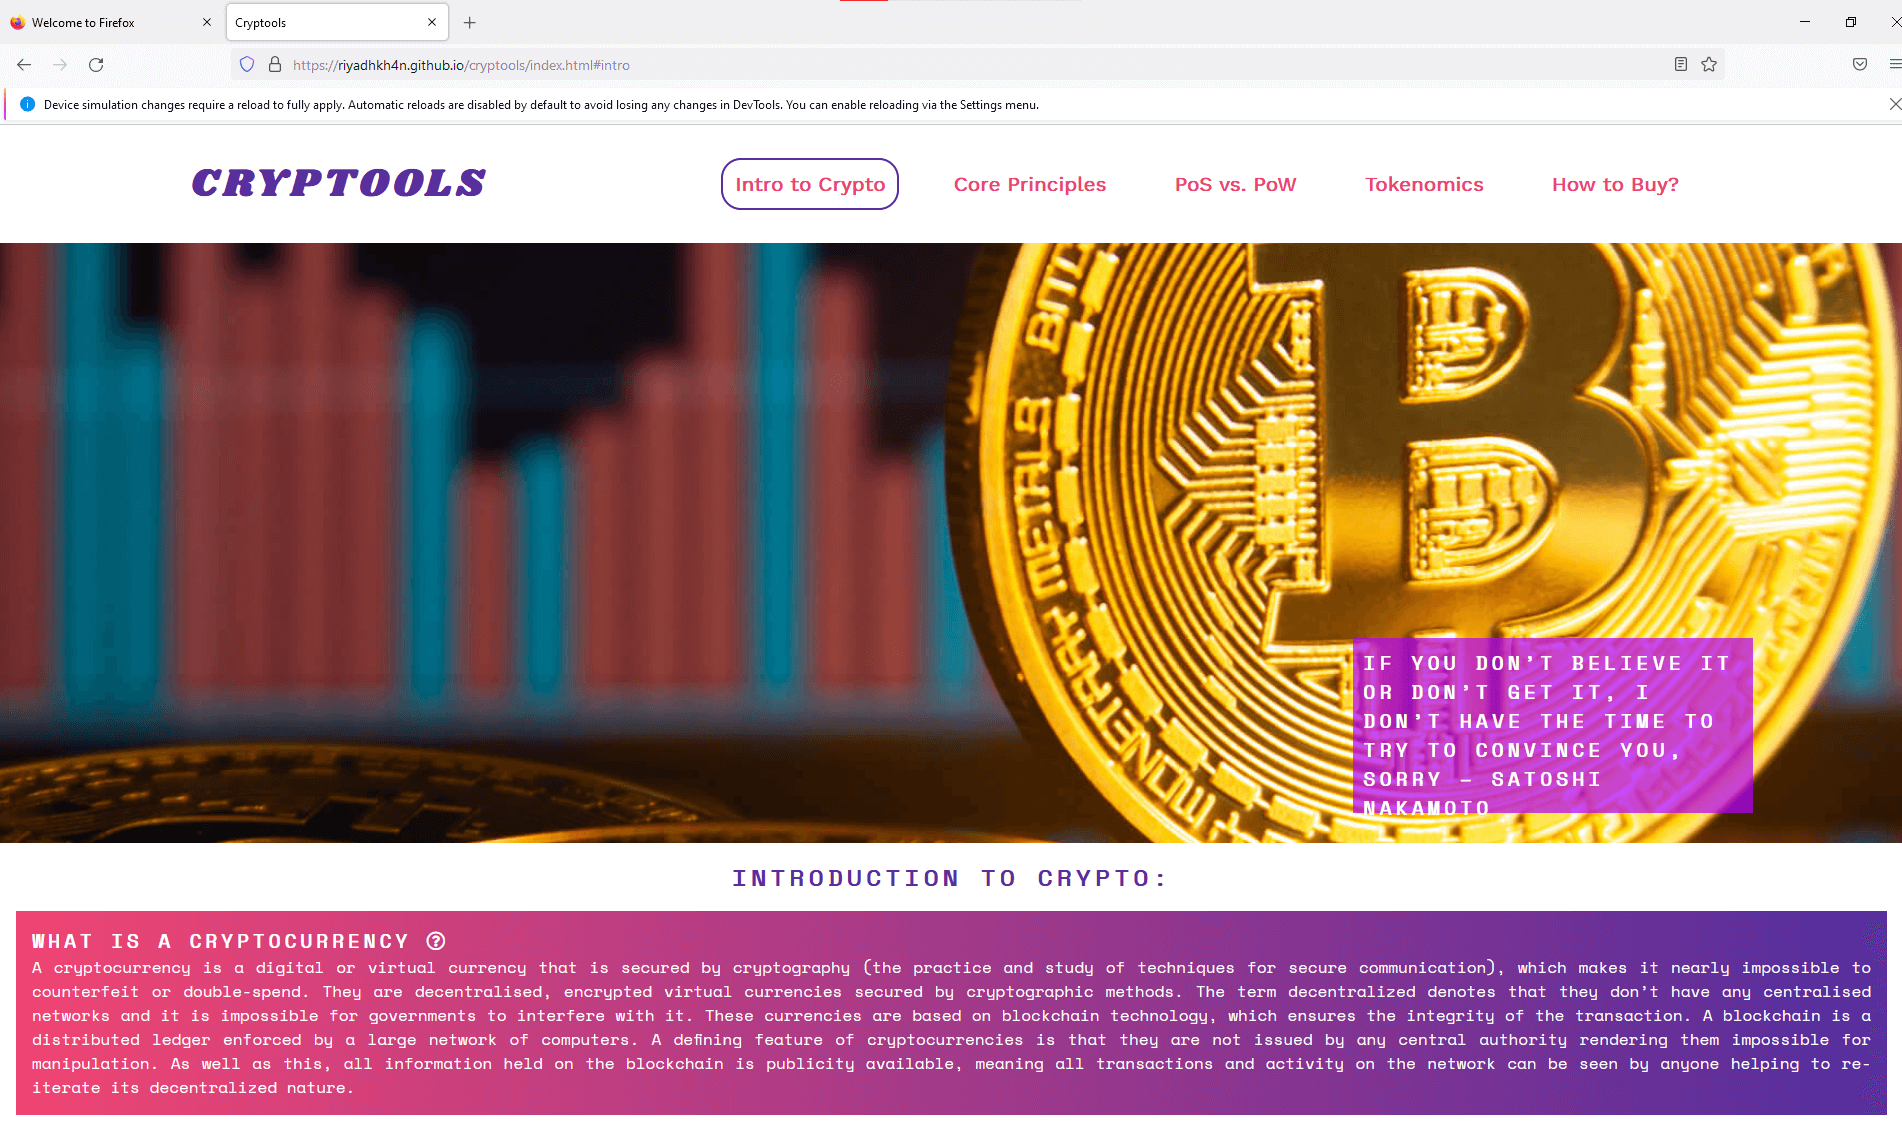 Welcome to Firefox
Cryptools
https://riyadhkh4n.github.io/cryptools/index.html#intro
Device simulation changes require a reload to fully apply. Automatic reloads are disabled by default to avoid losing any changes in DevTools. You can enable reloading via the Settings menu.
CRYPTOOLS
Intro to Crypto
Core Principles
PoS vs. PoW
Tokenomics
How to Buy?
BIT
METALS
MONETARY METALS
B
IF YOU DON'T BELIEVE IT
OR DON'T GET IT, I
DON'T HAVE THE TIME TO
TRY TO CONVINCE YOU,
SORRY – SATOSHI
NAKAMOTO
INTRODUCTION TO CRYPTO:
WHAT IS A CRYPTOCURRENCY ?
A cryptocurrency is a digital or virtual currency that is secured by cryptography (the practice and study of techniques for secure communication), which makes it nearly impossible to
counterfeit or double-spend. They are decentralised, encrypted virtual currencies secured by cryptographic methods. The term decentralized denotes that they don't have any centralised
networks and it is impossible for governments to interfere with it. These currencies are based on blockchain technology, which ensures the integrity of the transaction. A blockchain is a
distributed ledger enforced by a large network of computers. A defining feature of cryptocurrencies is that they are not issued by any central authority rendering them impossible for
manipulation. As well as this, all information held on the blockchain is publicity available, meaning all transactions and activity on the network can be seen by anyone helping to re-
iterate its decentralized nature.